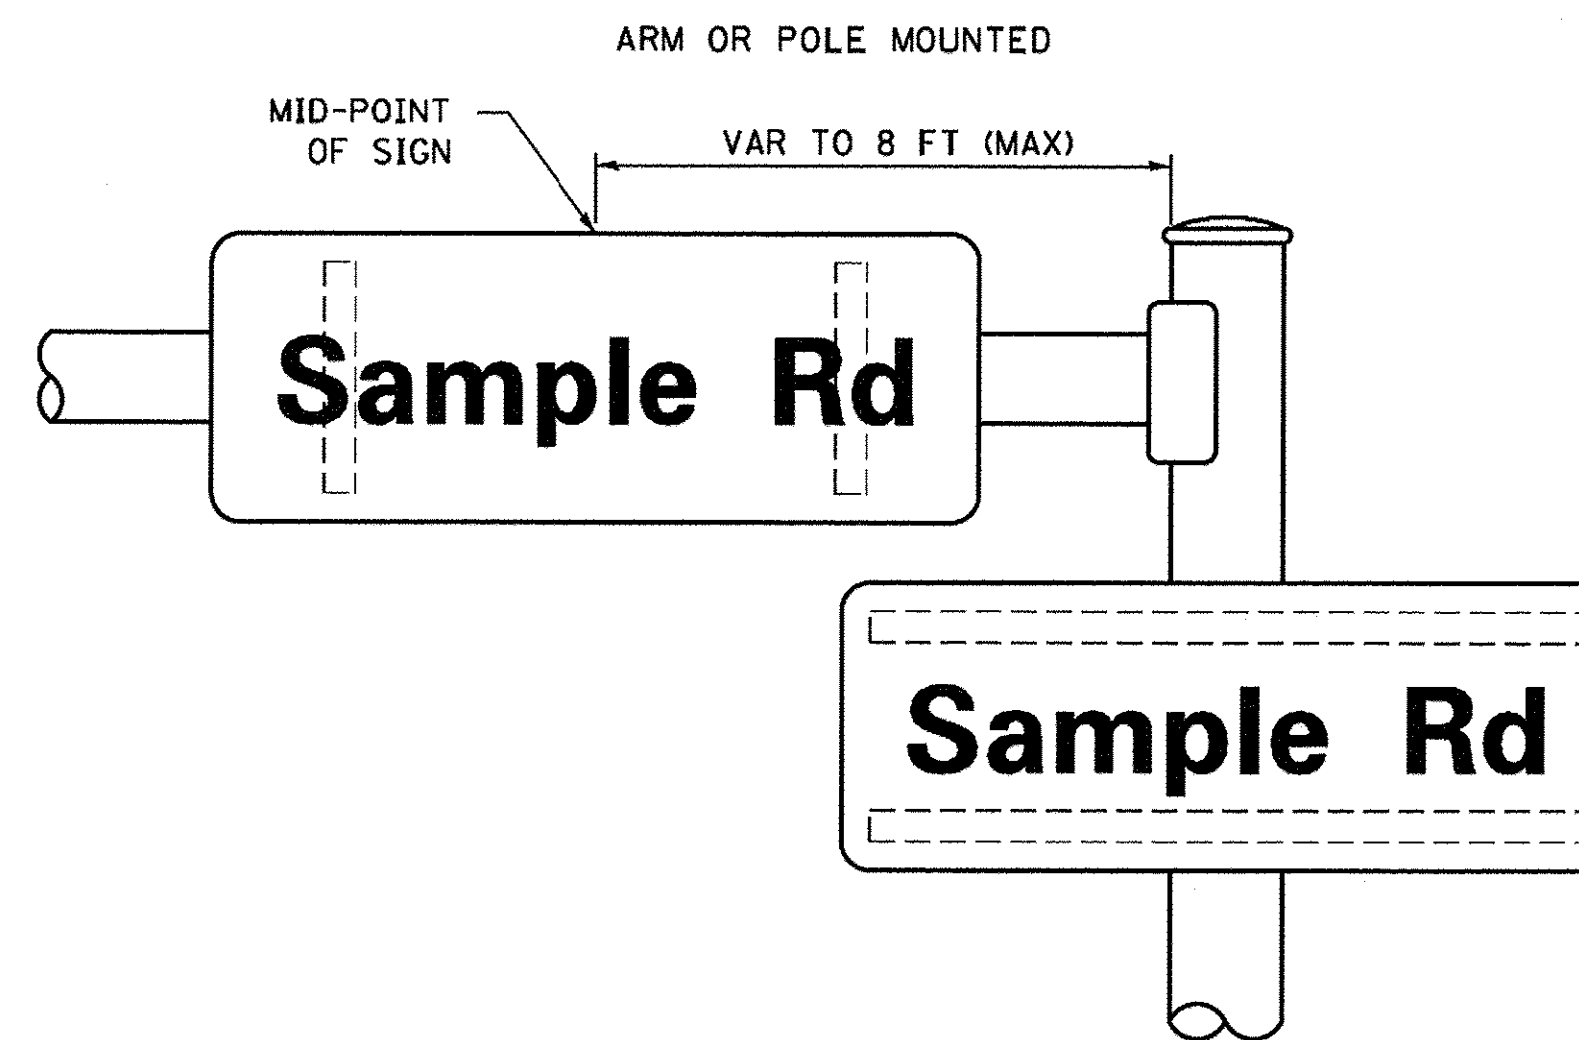 ARM OR POLE MOUNTED
MID-POINT
OF SIGN
VAR TO 8 FT (MAX)
Sample Rd
Sample Rd